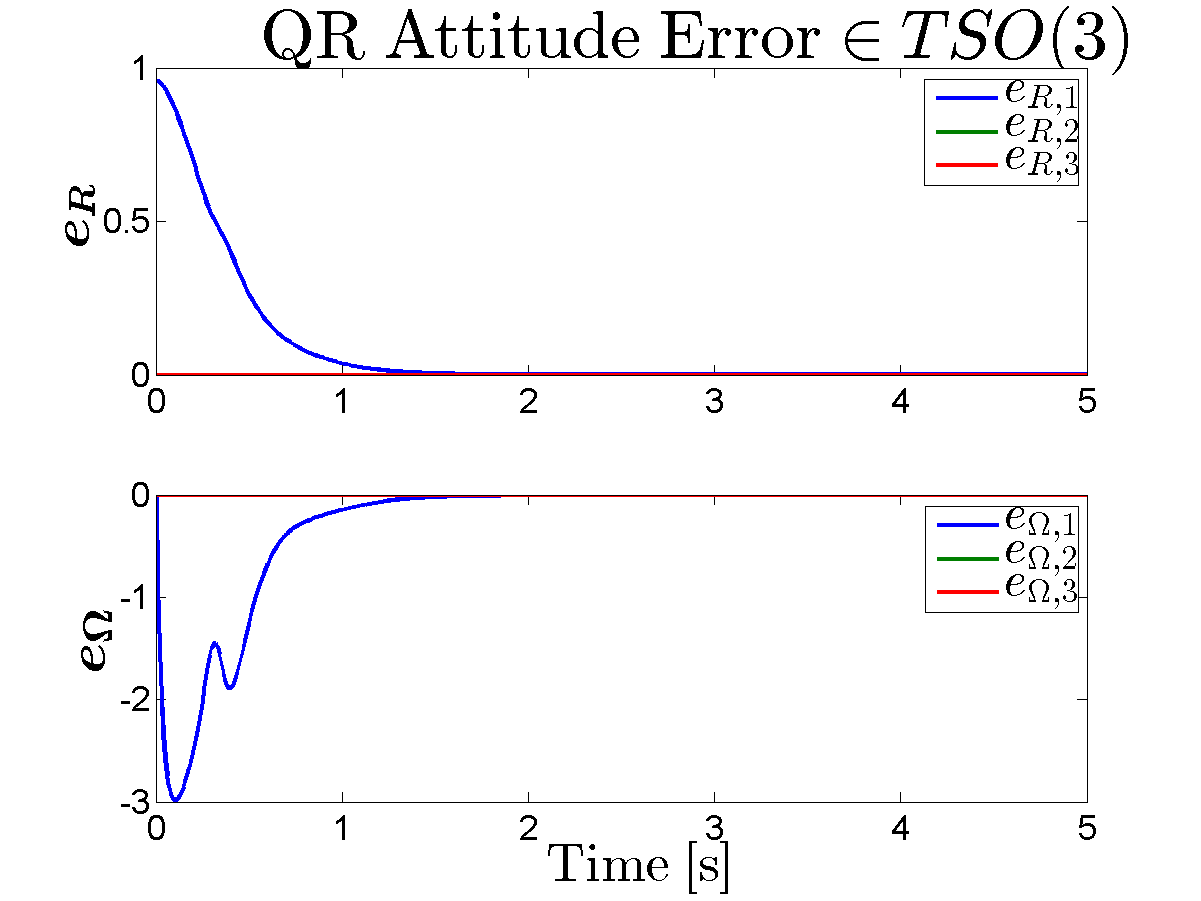 QR Attitude Error ∈ TSO(3)
1
0.5
0
e_R
e_{R,1}
e_{R,2}
e_{R,3}
0 1 2 3 4 5
0
-1
-2
-3
e_Ω
e_{Ω,1}
e_{Ω,2}
e_{Ω,3}
0 1 2 3 4 5
Time [s]